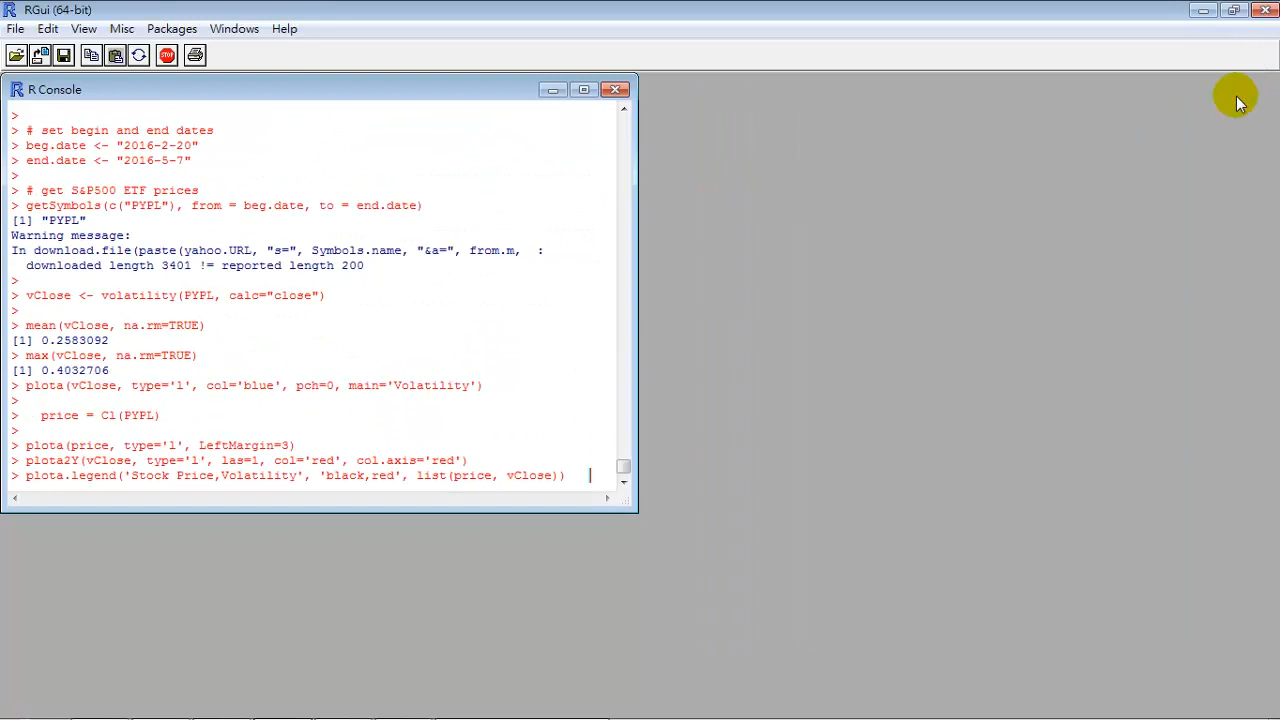 RGui (64-bit)
File Edit View Misc Packages Windows Help
STOP
R Console
>
> # set begin and end dates
> beg.date <- "2016-2-20"
> end.date <- "2016-5-7"
>
> # get S&P500 ETF prices
> getSymbols(c("PYPL"), from = beg.date, to = end.date)
[1] "PYPL"
Warning message:
In download.file(paste(yahoo.URL, "s=", Symbols.name, "&a=", from.m,  :
  downloaded length 3401 != reported length 200
>
> vClose <- volatility(PYPL, calc="close")
>
> mean(vClose, na.rm=TRUE)
[1] 0.2583092
> max(vClose, na.rm=TRUE)
[1] 0.4032706
> plota(vClose, type='l', col='blue', pch=0, main='Volatility')
>
>   price = Cl(PYPL)
>
> plota(price, type='l', LeftMargin=3)
> plota2Y(vClose, type='l', las=1, col='red', col.axis='red')
> plota.legend('Stock Price,Volatility', 'black,red', list(price, vClose))